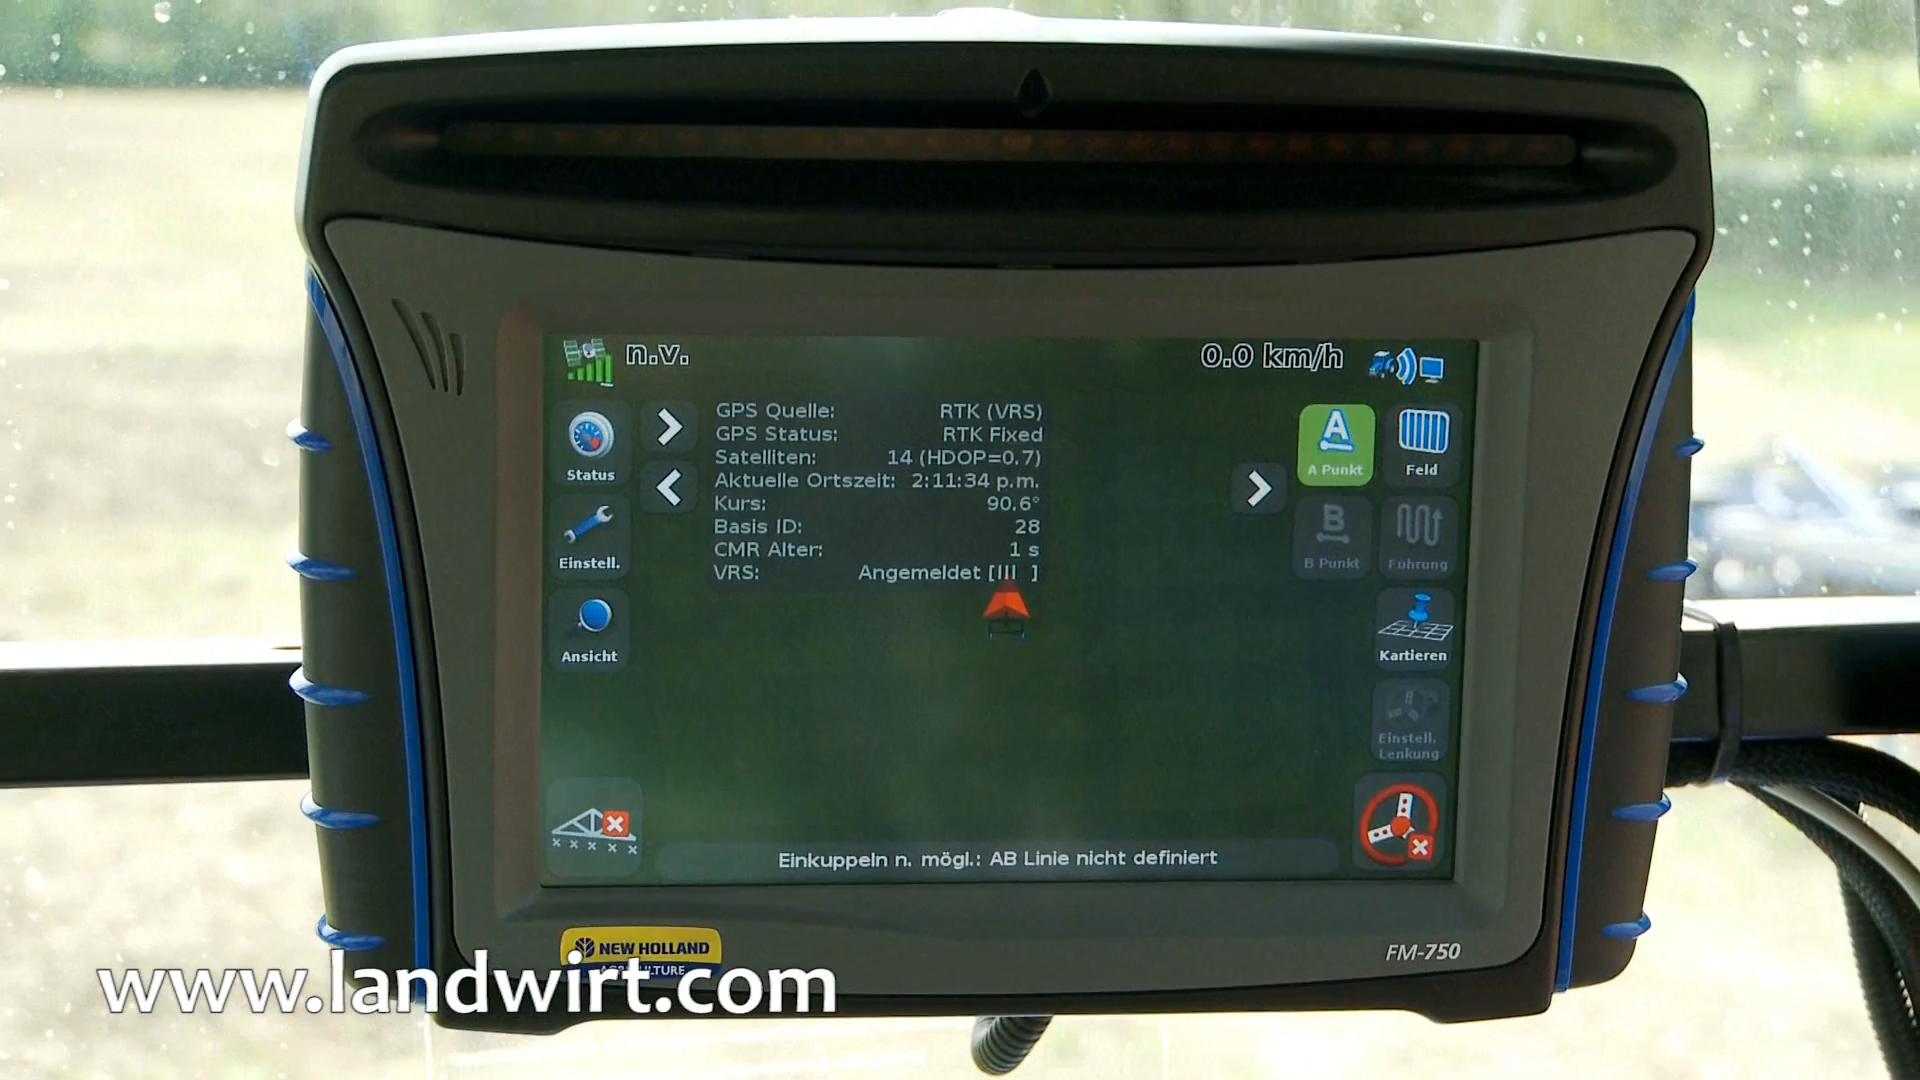 n.v.
0.0 km/h
GPS Quelle: RTK (VRS)
GPS Status: RTK Fixed
Satelliten: 14 (HDOP=0.7)
Aktuelle Ortszeit: 2:11:34 p.m.
Kurs: 90.6°
Basis ID: 28
CMR Alter: 1 s
VRS: Angemeldet [III ]
Status
Einstell.
Ansicht
A
A Punkt
Feld
B
B Punkt
Führung
Kartieren
Einstell.
Lenkung
Einkuppeln n. mögl.: AB Linie nicht definiert
NEW HOLLAND
AGRICULTURE
FM-750
www.landwirt.com